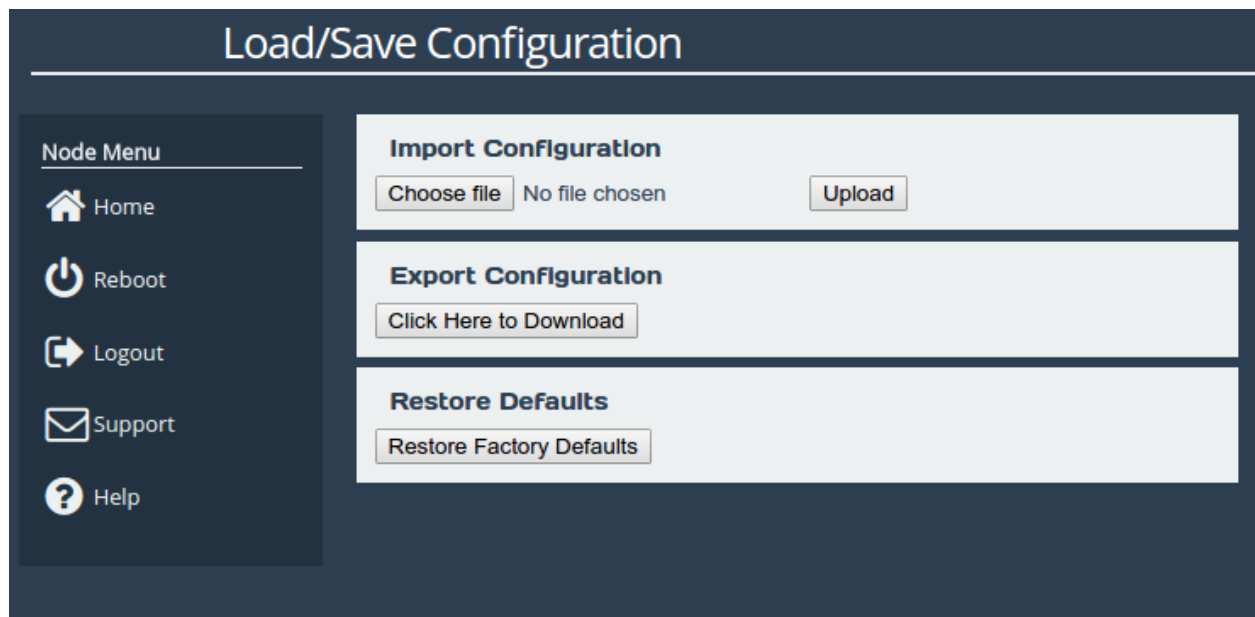 Load/Save Configuration
Node Menu
Home
Reboot
Logout
Support
Help
Import Configuration
Choose file No file chosen Upload
Export Configuration
Click Here to Download
Restore Defaults
Restore Factory Defaults